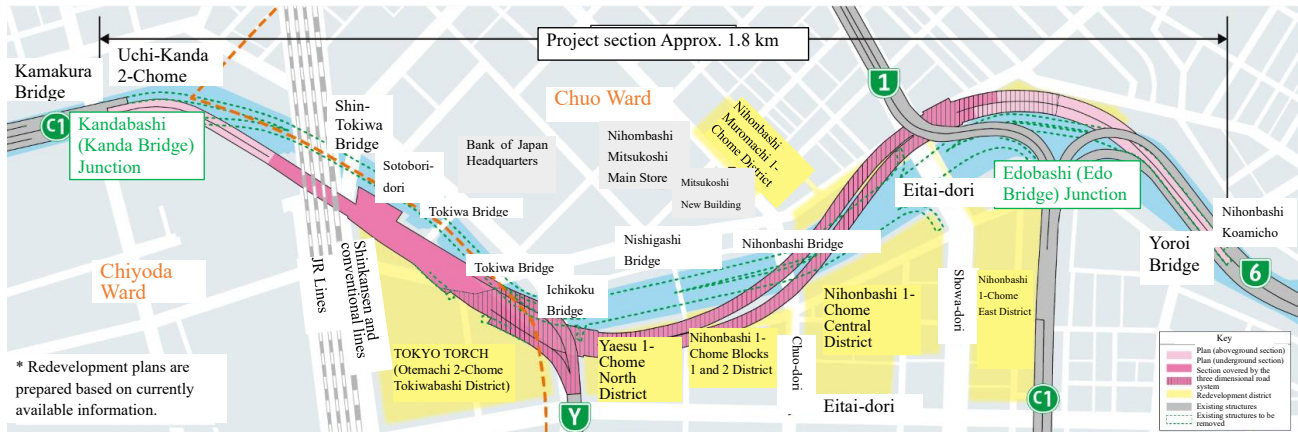 Project section Approx. 1.8 km
Uchi-Kanda
2-Chome
Kamakura
Bridge
C1
Kandabashi
(Kanda Bridge)
Junction
Shin-
Tokiwa
Bridge
Sotobori-
dori
Bank of Japan
Headquarters
Chuo Ward
Nihombashi
Mitsukoshi
Main Store
Mitsukoshi
New Building
Nihonbashi
Muromachi 1-
Chome District
1
Eitai-dori
Edobashi (Edo
Bridge) Junction
Tokiwa Bridge
Tokiwa Bridge
Ichikoku
Bridge
Nishigashi
Bridge
Nihonbashi Bridge
Yoroi
Bridge
Nihonbashi
Koamicho
6
Chiyoda
Ward
JR Lines
Shinkansen and
conventional lines
TOKYO TORCH
(Otemachi 2-Chome
Tokiwabashi District)
Yaesu 1-
Chome
North
District
Nihonbashi 1-
Chome Blocks
1 and 2 District
Chuo-dori
Nihonbashi 1-
Chome
Central
District
Showa-dori
Nihonbashi
1-Chome
East District
Eitai-dori
Y
C1
* Redevelopment plans are
prepared based on currently
available information.
Key
Plan (aboveground section)
Plan (underground section)
Section covered by the
three dimensional road
system
Redevelopment district
Existing structures
Existing structures to be
removed